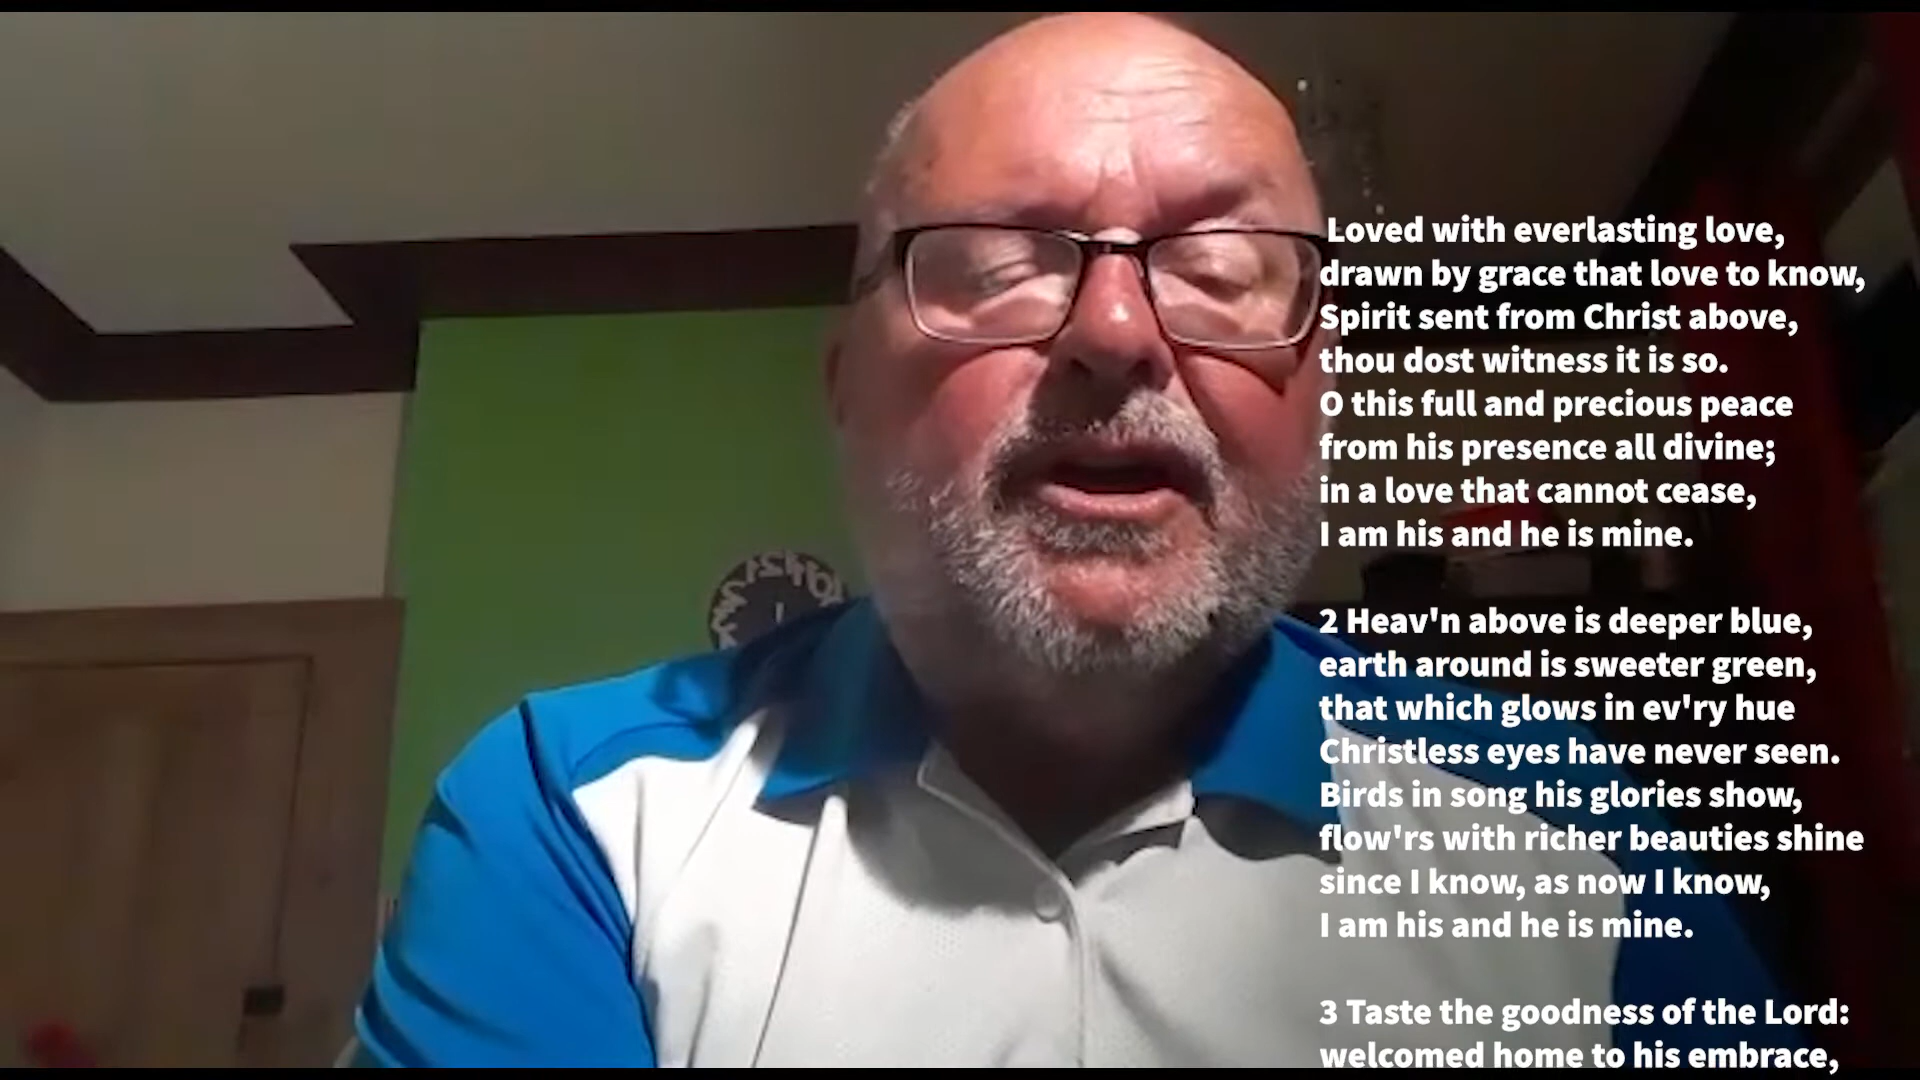 Loved with everlasting love,
drawn by grace that love to know,
Spirit sent from Christ above,
thou dost witness it is so.
O this full and precious peace
from his presence all divine;
in a love that cannot cease,
I am his and he is mine.
2 Heav'n above is deeper blue,
earth around is sweeter green,
that which glows in ev'ry hue
Christless eyes have never seen.
Birds in song his glories show,
flow'rs with richer beauties shine
since I know, as now I know,
I am his and he is mine.
3 Taste the goodness of the Lord:
welcomed home to his embrace,